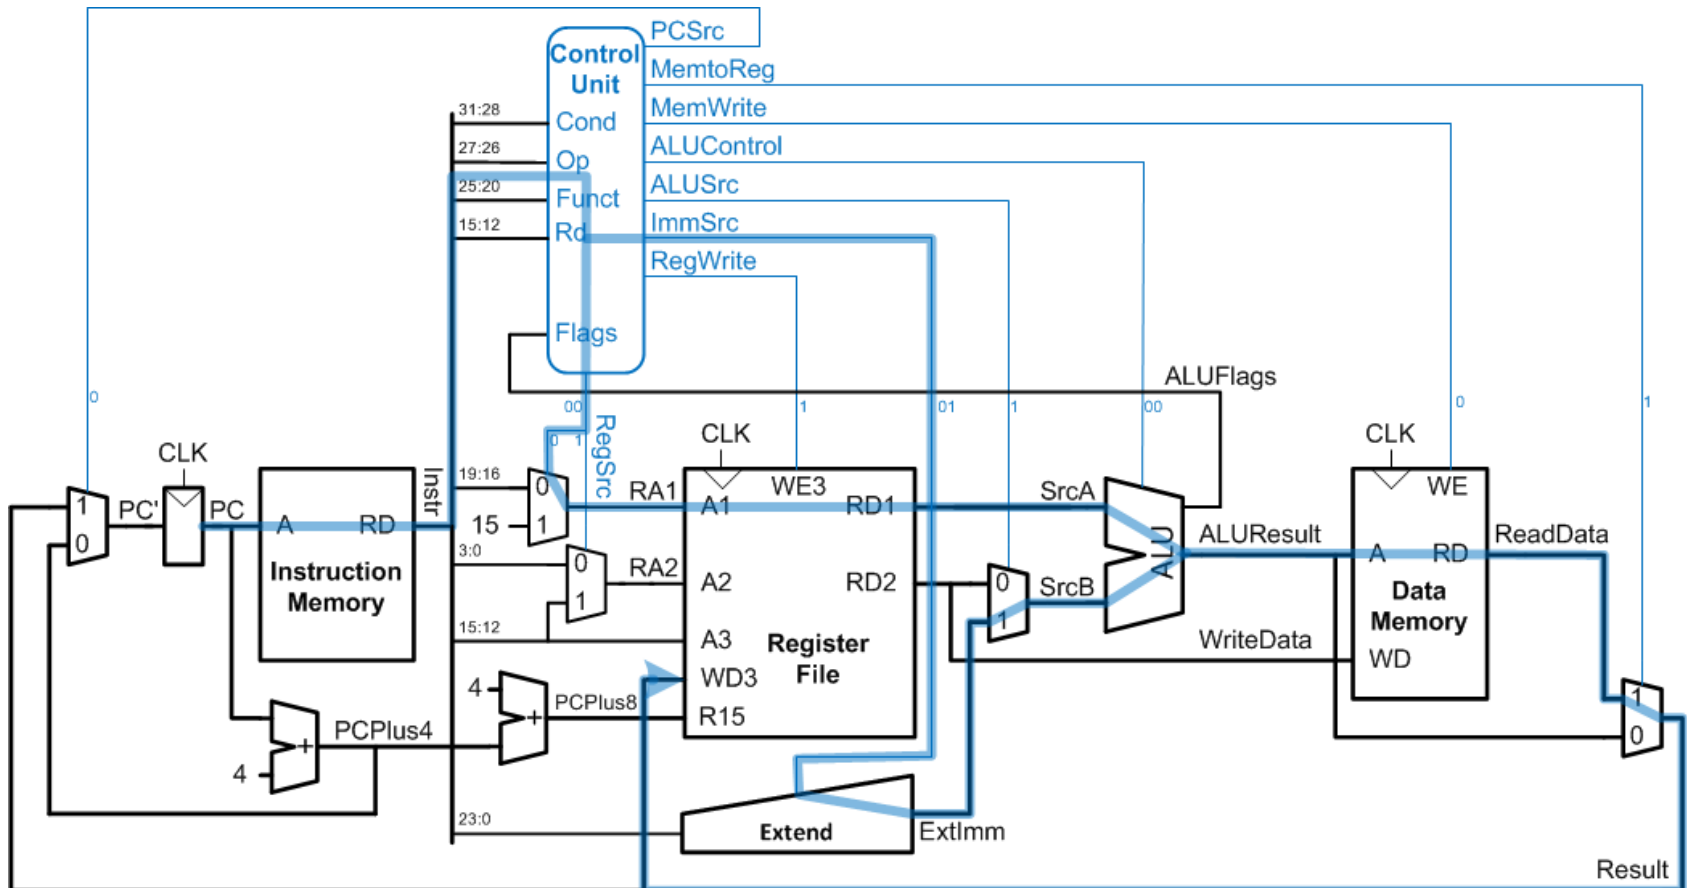 PCSrc
Control
Unit
MemtoReg
31:28
Cond
MemWrite
27:26
Op
ALUControl
25:20
Funct
ALUSrc
15:12
Rd
ImmSrc
RegWrite
Flags
ALUFlags
0
00
1
01
1
00
0
1
0 1
RegSrc
CLK
CLK
CLK
Instr
19:16
0
15
1
RA1
A1
WE3
RD1
SrcA
WE
1
0
PC'
PC
A
RD
Instruction
Memory
3:0
0
1
RA2
A2
RD2
0
1
SrcB
ALU
ALUResult
A
RD
ReadData
Data
Memory
15:12
A3
Register
File
WriteData
WD
WD3
4
+
PCPlus8
R15
1
0
PCPlus4
+
4
23:0
Extend
ExtImm
Result